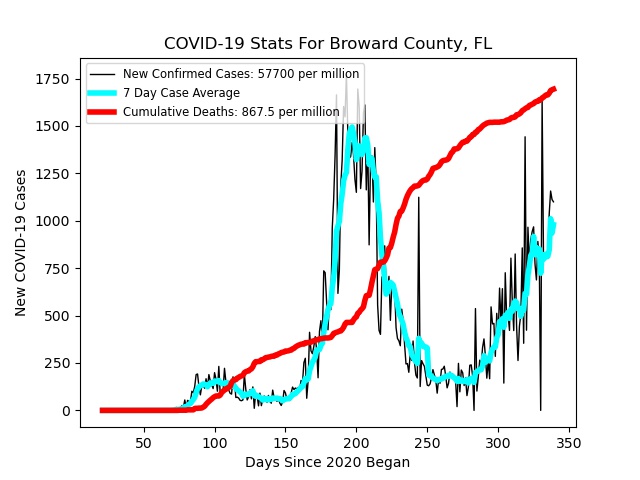 COVID-19 Stats For Broward County, FL
New Confirmed Cases: 57700 per million
7 Day Case Average
Cumulative Deaths: 867.5 per million
New COVID-19 Cases
1750
1500
1250
1000
750
500
250
0
50 100 150 200 250 300 350
Days Since 2020 Began